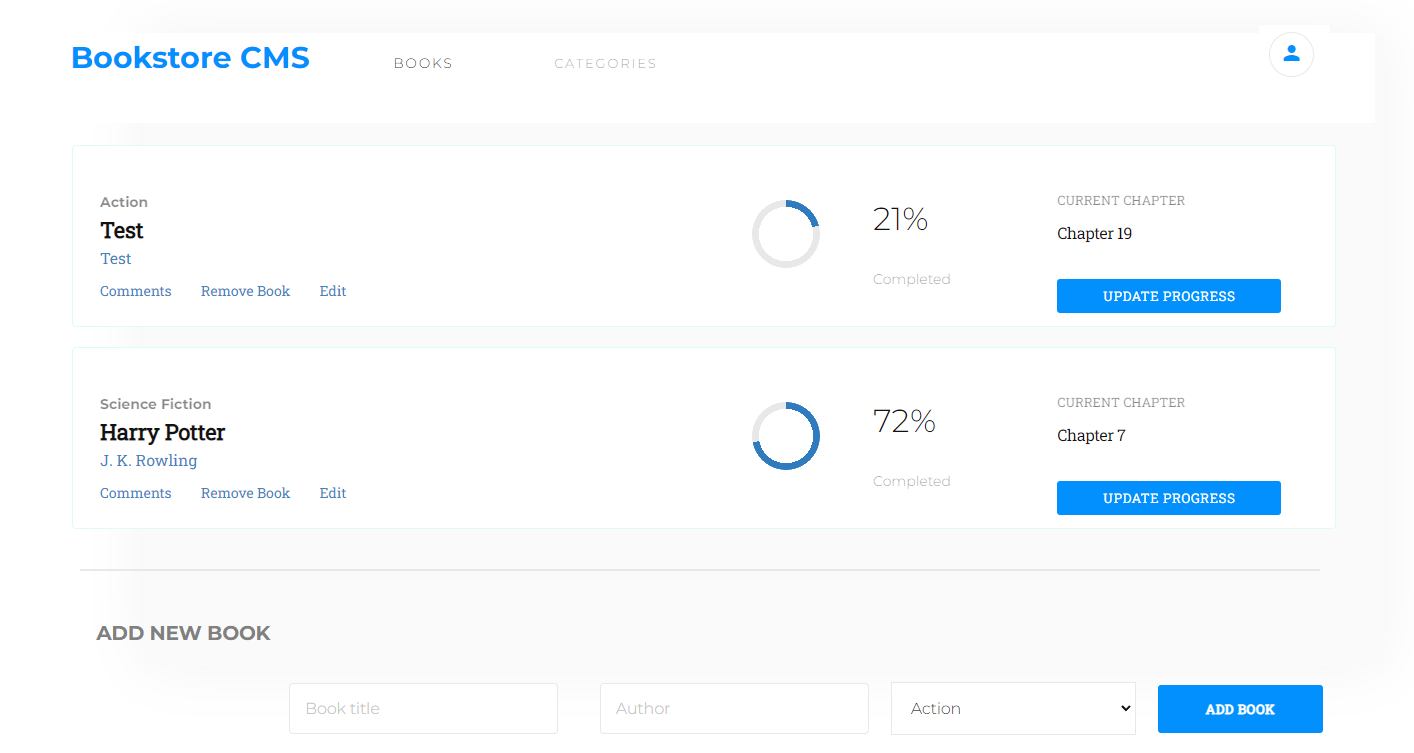 Bookstore CMS BOOKS CATEGORIES
Action
Test
Test
Comments Remove Book Edit
21%
Completed
CURRENT CHAPTER
Chapter 19
UPDATE PROGRESS
Science Fiction
Harry Potter
J. K. Rowling
Comments Remove Book Edit
72%
Completed
CURRENT CHAPTER
Chapter 7
UPDATE PROGRESS
ADD NEW BOOK
Book title Author Action ADD BOOK